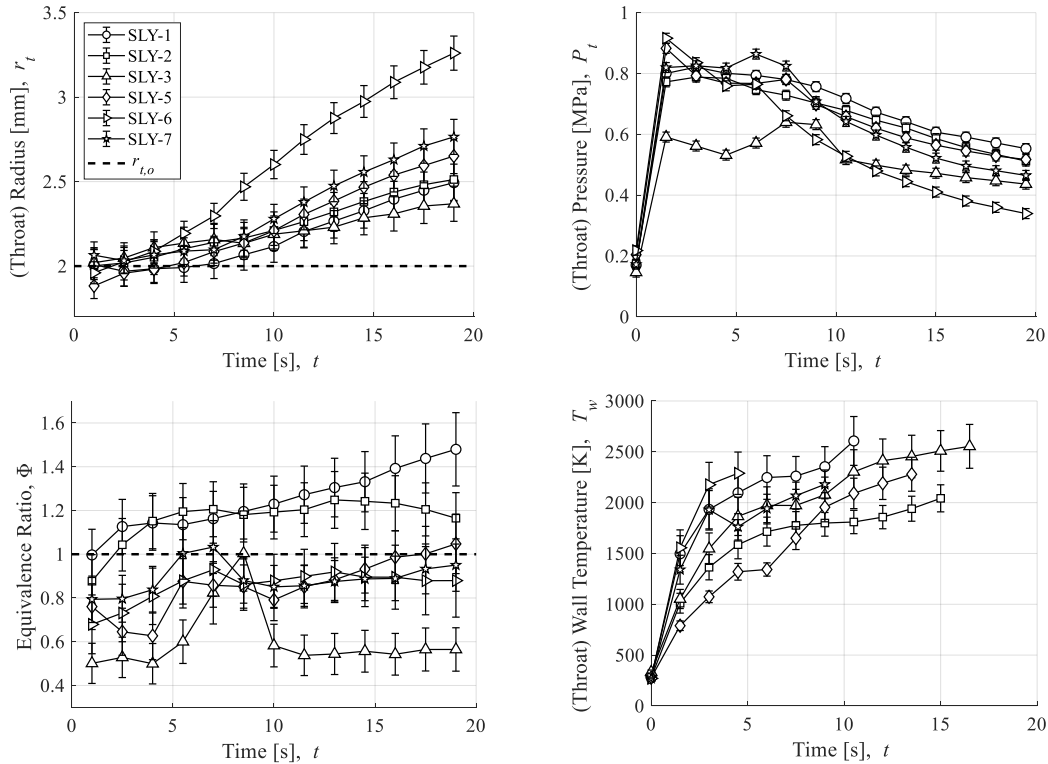 3.5
3
2.5
2
0
5
10
15
20
(Throat) Radius [mm], r_t
Time [s], t
SLY-1
SLY-2
SLY-3
SLY-5
SLY-6
SLY-7
r_{t,o}
1
0.8
0.6
0.4
0.2
0
0
5
10
15
20
(Throat) Pressure [MPa], P_t
Time [s], t
1.6
1.4
1.2
1
0.8
0.6
0.4
0
5
10
15
20
Equivalence Ratio, Φ
Time [s], t
3000
2500
2000
1500
1000
500
0
0
5
10
15
20
(Throat) Wall Temperature [K], T_w
Time [s], t